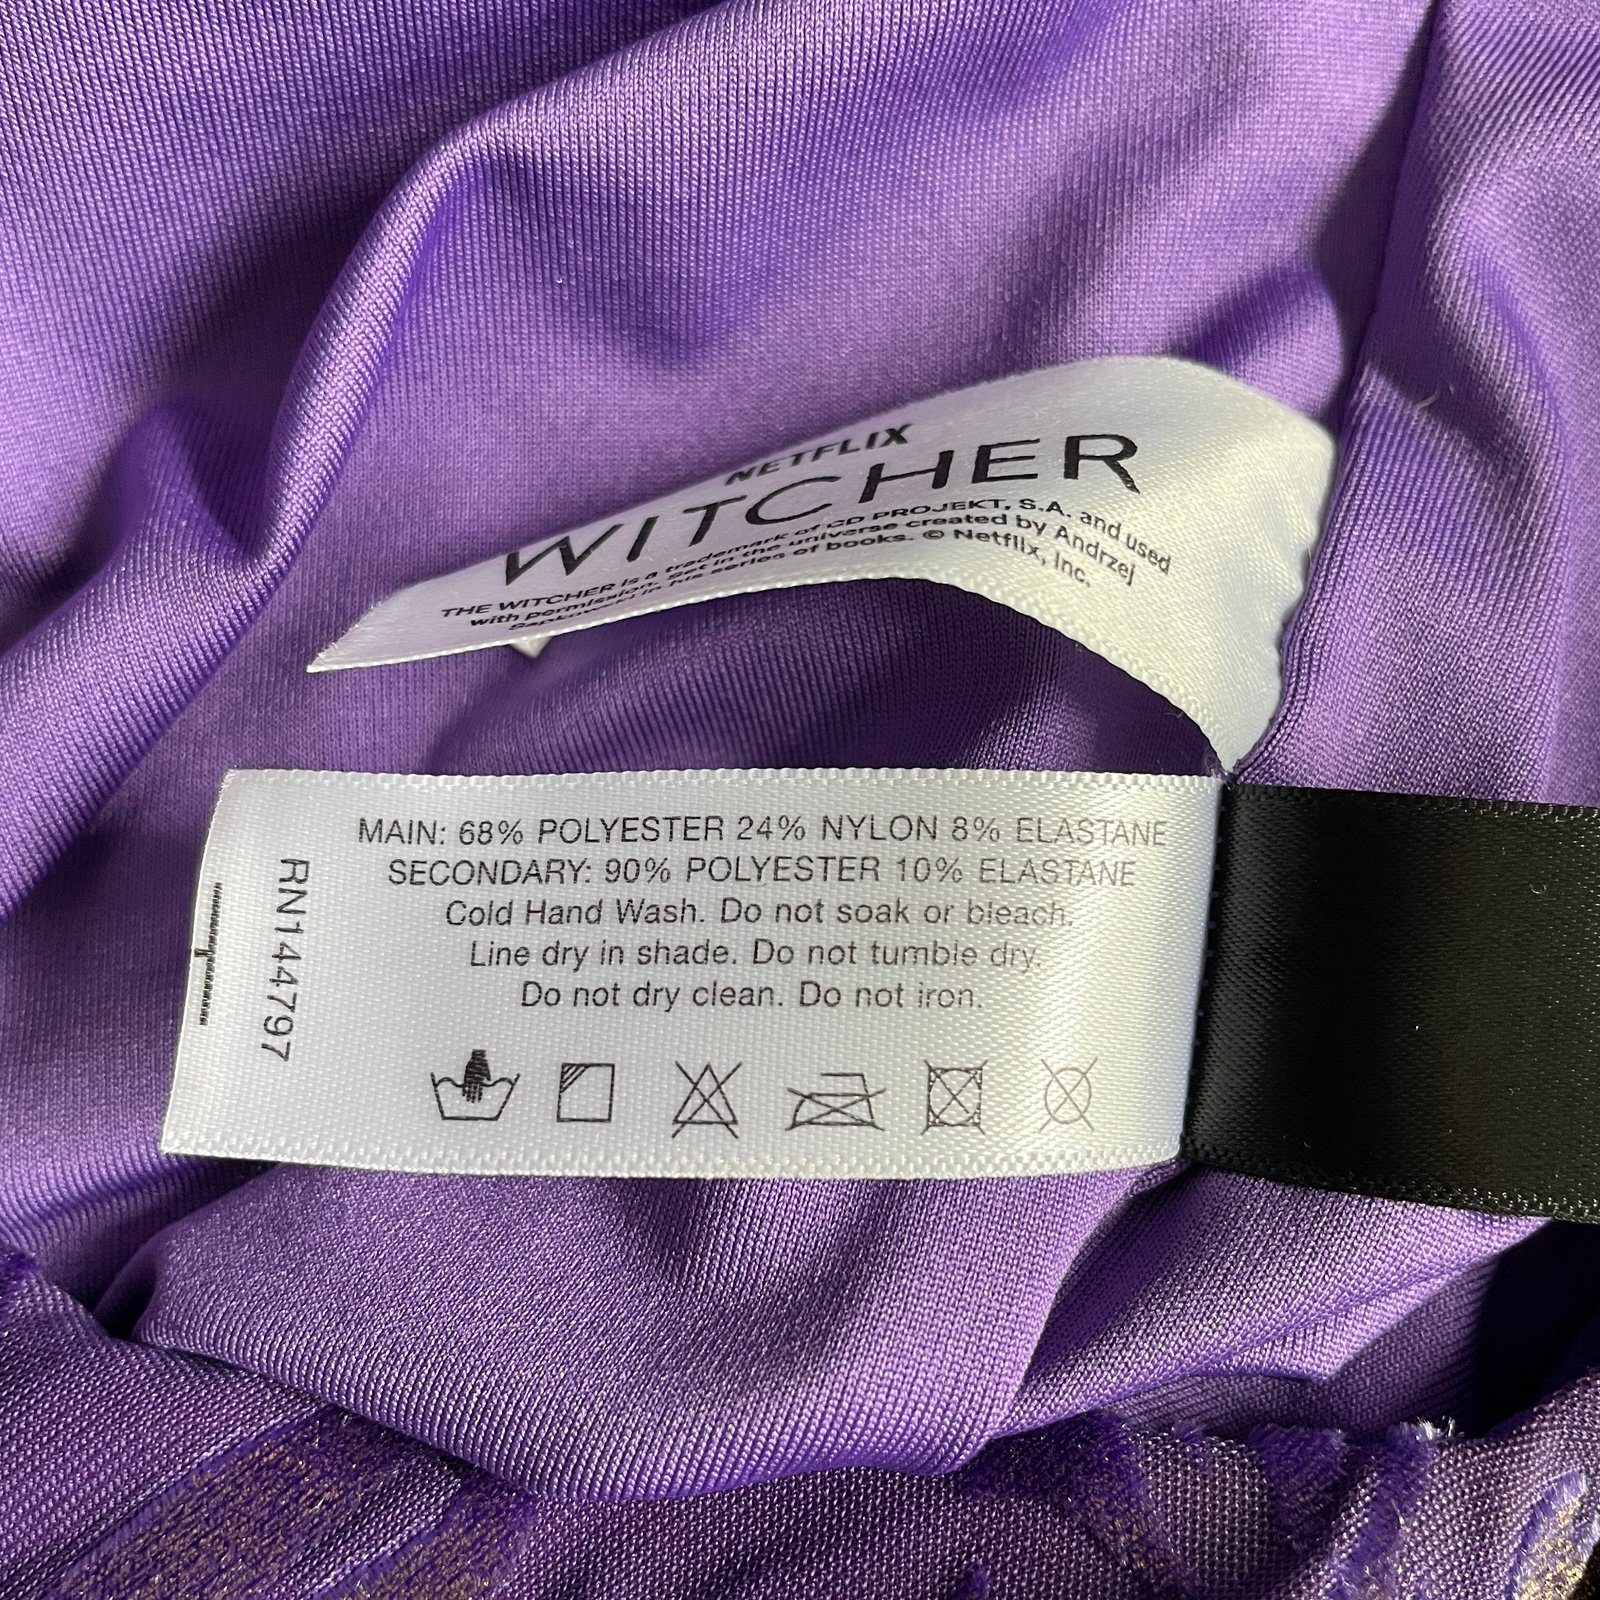 NETFLIX
WITCHER
THE WITCHER is a trademark of CD PROJEKT, S.A. and used
with permission. Set in the universe created by Andrzej
Sapkowski in his series of books. © Netflix, Inc.
MAIN: 68% POLYESTER 24% NYLON 8% ELASTANE
SECONDARY: 90% POLYESTER 10% ELASTANE
Cold Hand Wash. Do not soak or bleach.
Line dry in shade. Do not tumble dry.
Do not dry clean. Do not iron.
RN144797